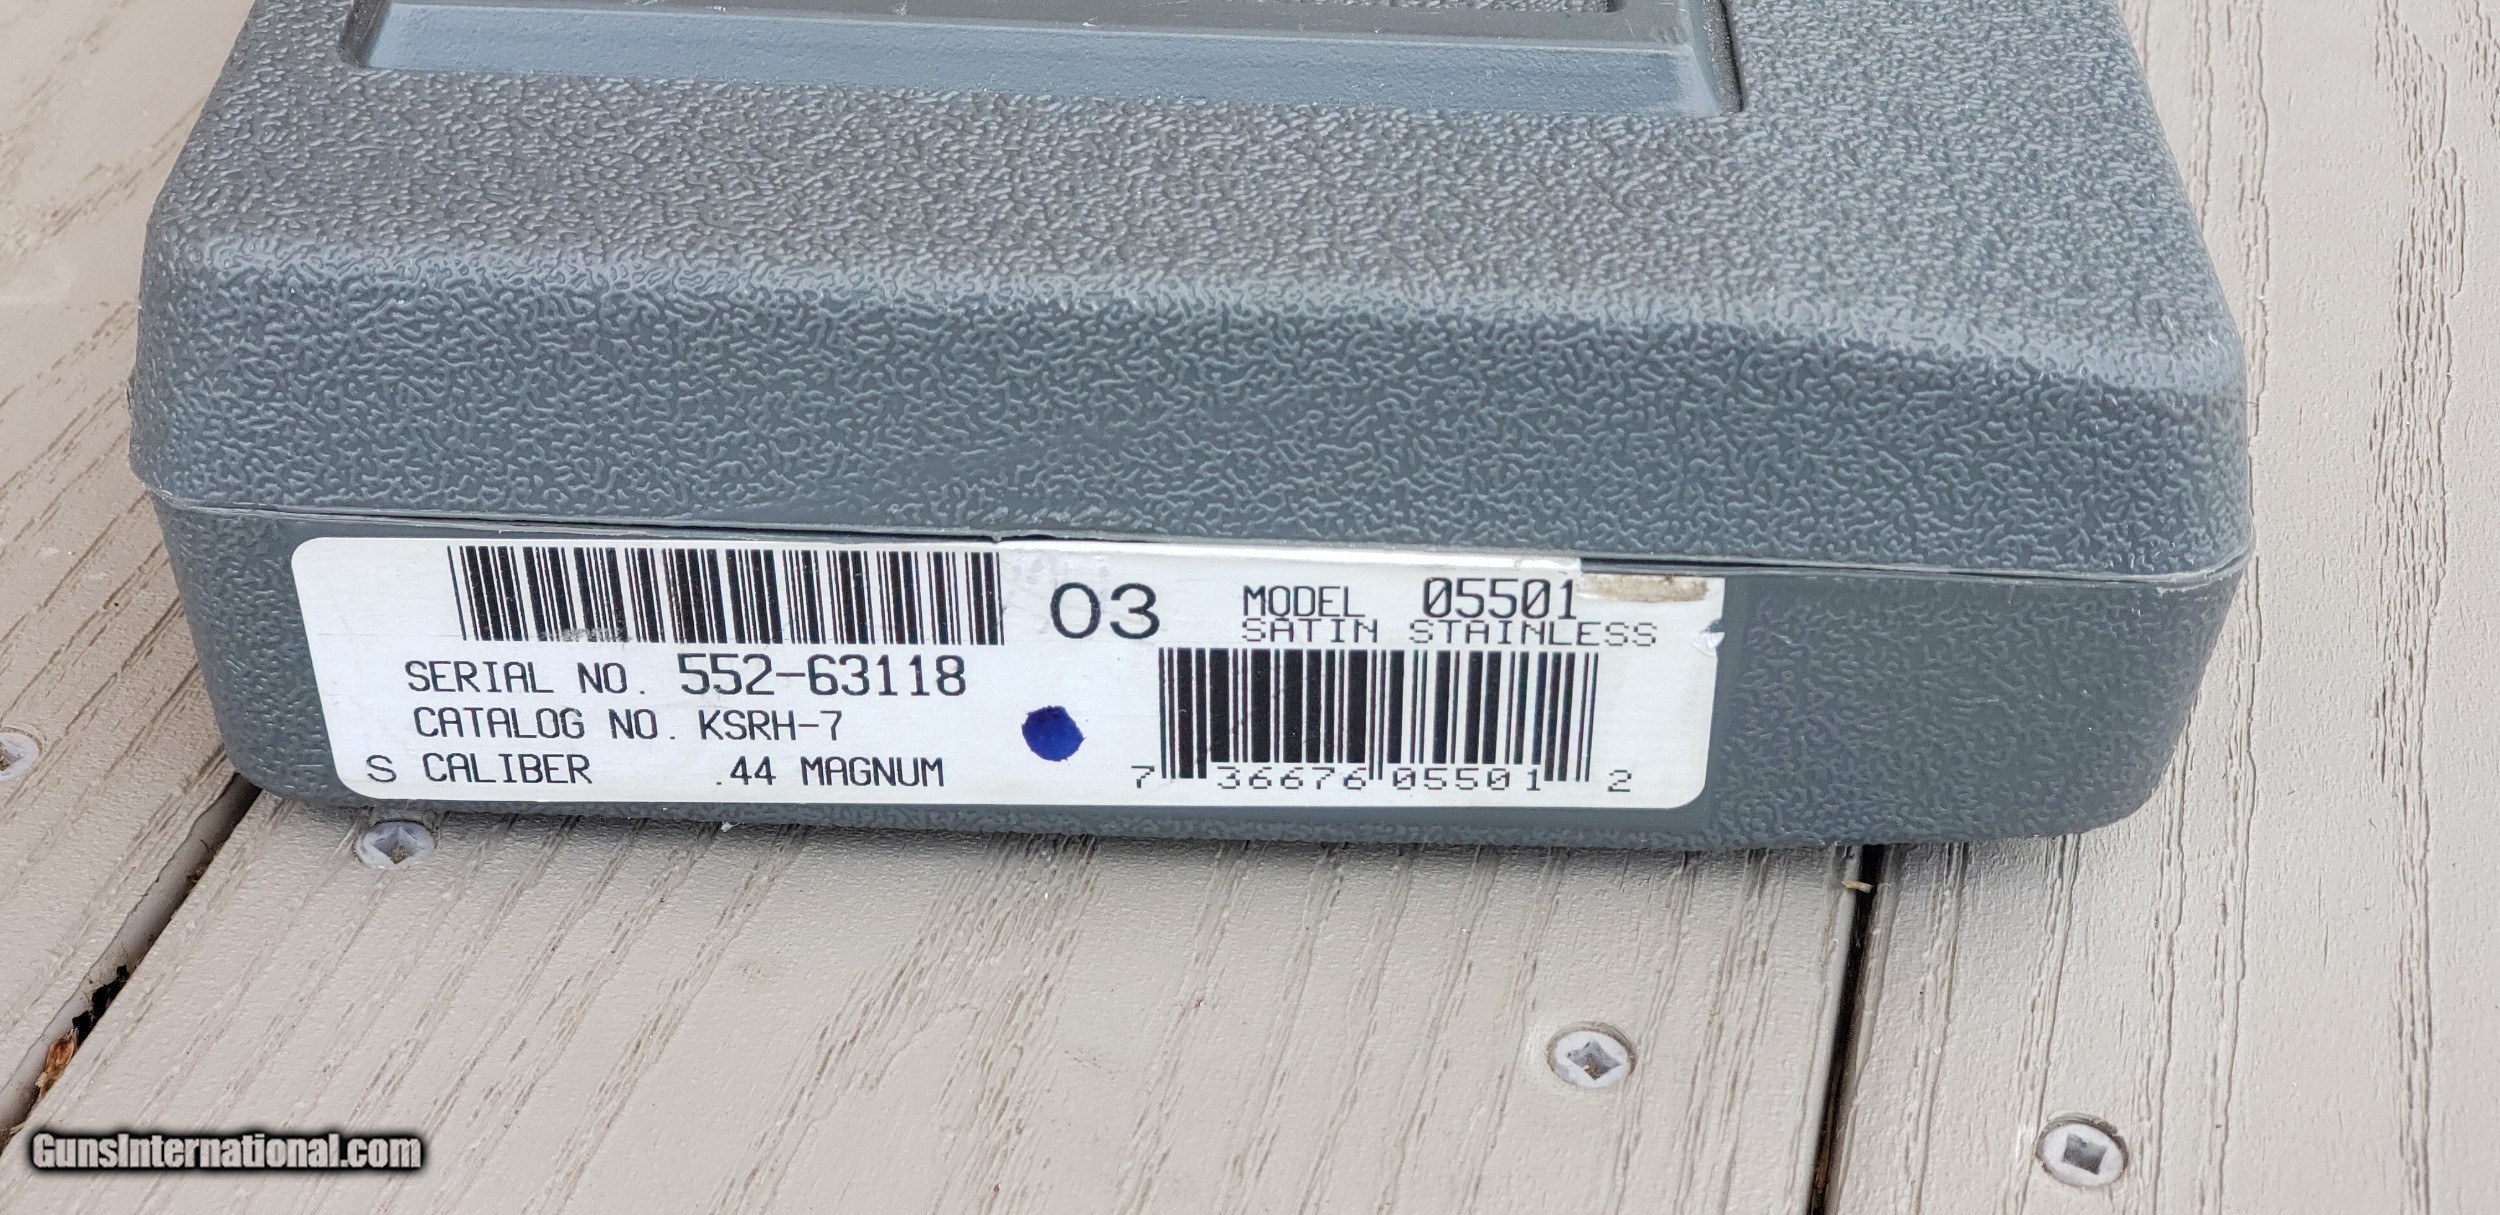 03
MODEL 05501
SATIN STAINLESS
SERIAL NO. 552-63118
CATALOG NO. KSRH-7
S CALIBER .44 MAGNUM
7 36676 05501 2
GunsInternational.com